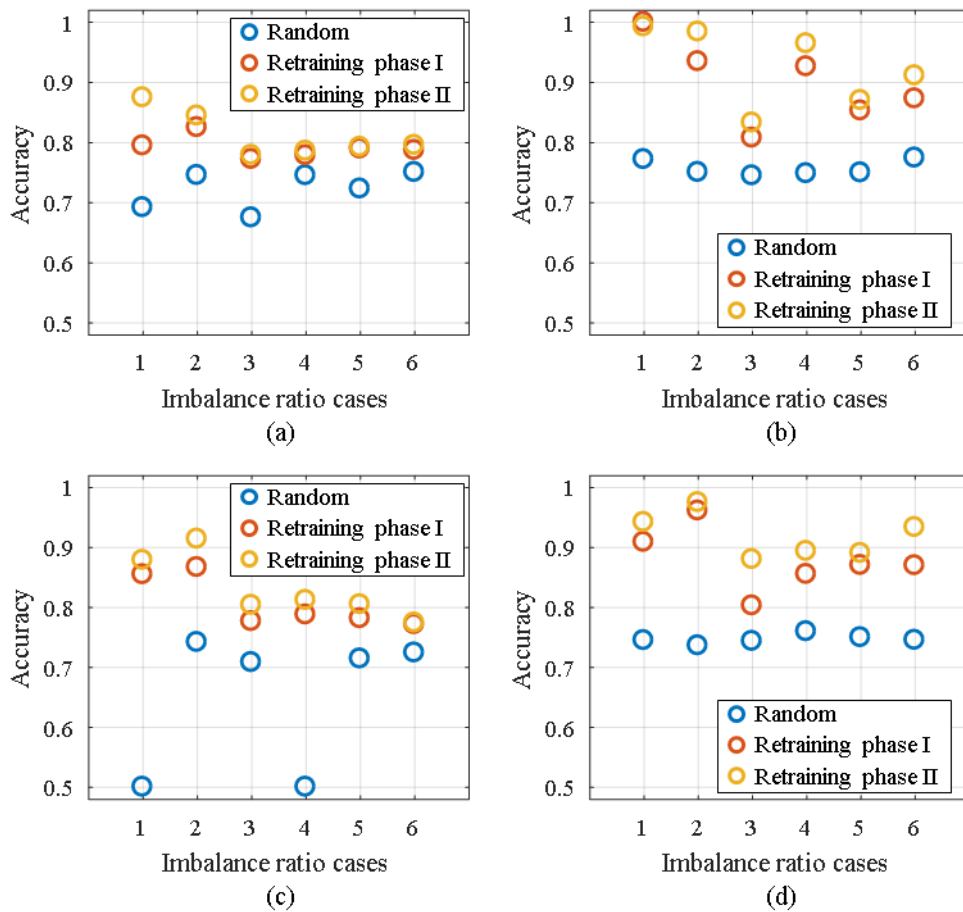 1
0.9
0.8
0.7
0.6
0.5
Accuracy
Random
Retraining phase I
Retraining phase II
1 2 3 4 5 6
Imbalance ratio cases
(a)
1
0.9
0.8
0.7
0.6
0.5
Accuracy
Random
Retraining phase I
Retraining phase II
1 2 3 4 5 6
Imbalance ratio cases
(b)
1
0.9
0.8
0.7
0.6
0.5
Accuracy
Random
Retraining phase I
Retraining phase II
1 2 3 4 5 6
Imbalance ratio cases
(c)
1
0.9
0.8
0.7
0.6
0.5
Accuracy
Random
Retraining phase I
Retraining phase II
1 2 3 4 5 6
Imbalance ratio cases
(d)